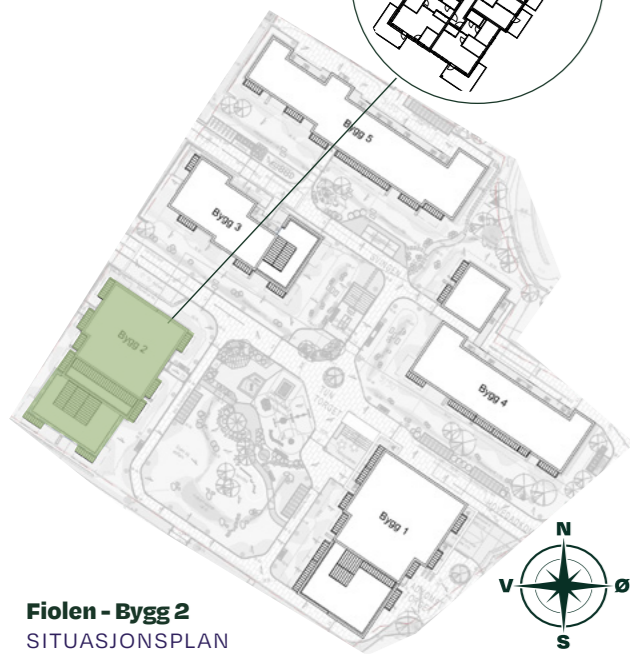 Bygg 5
Bygg 3
Bygg 2
Bygg 4
Bygg 1
N
V
Ø
S
Fiolen - Bygg 2
SITUASJONSPLAN